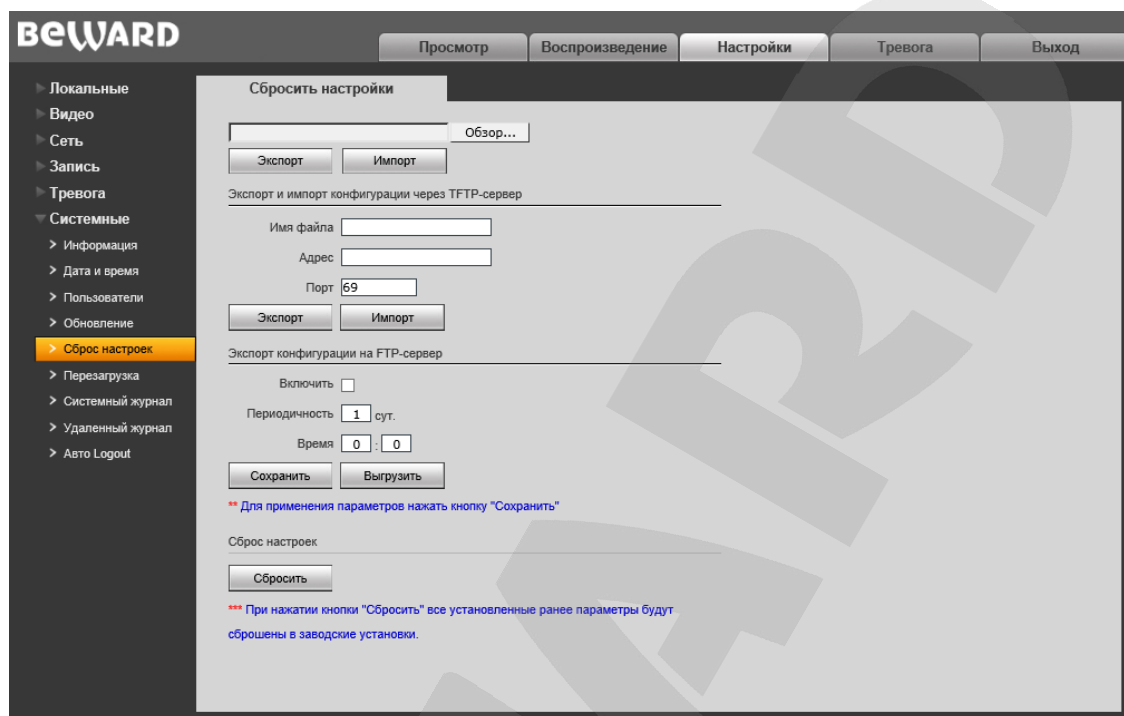 BEWARD
Просмотр Воспроизведение Настройки Тревога Выход
Локальные
Видео
Сеть
Запись
Тревога
Системные
Информация
Дата и время
Пользователи
Обновление
Сброс настроек
Перезагрузка
Системный журнал
Удаленный журнал
Авто Logout
Сбросить настройки
Обзор...
Экспорт Импорт
Экспорт и импорт конфигурации через TFTP-сервер
Имя файла
Адрес
Порт 69
Экспорт Импорт
Экспорт конфигурации на FTP-сервер
Включить
Периодичность 1 сут.
Время 0 : 0
Сохранить Выгрузить
** Для применения параметров нажать кнопку "Сохранить"
Сброс настроек
Сбросить
*** При нажатии кнопки "Сбросить" все установленные ранее параметры будут
сброшены в заводские установки.